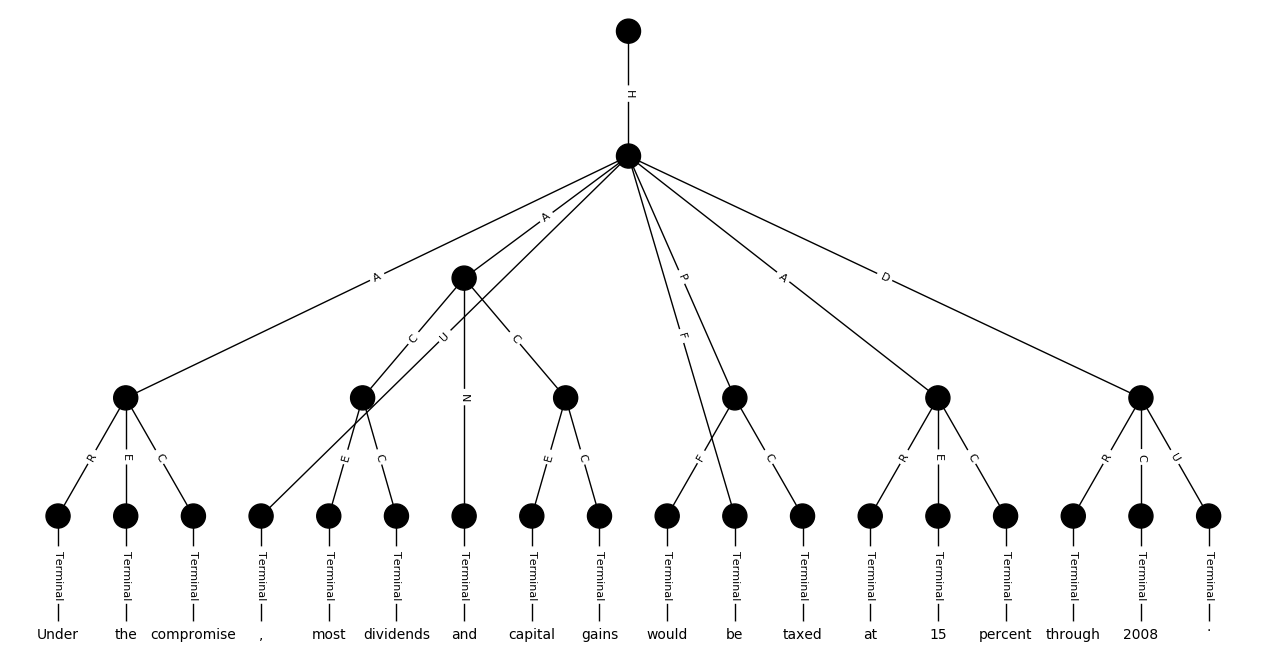 H
A
A
P
A
D
C
U
C
F
N
R
E
C
E
C
E
C
F
C
R
E
C
R
C
U
Terminal Terminal Terminal Terminal Terminal Terminal Terminal Terminal Terminal Terminal Terminal Terminal Terminal Terminal Terminal Terminal Terminal Terminal
Under the compromise , most dividends and capital gains would be taxed at 15 percent through 2008 .